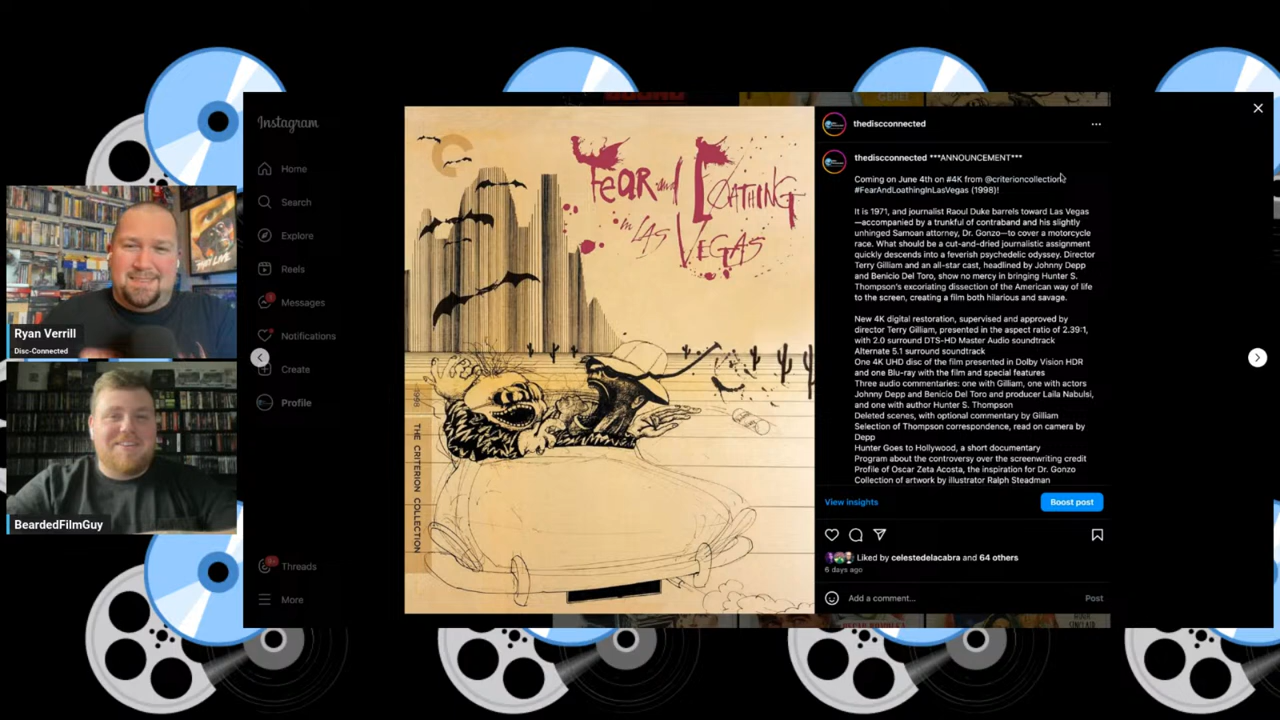 Instagram
Home
Search
Explore
Reels
Messages
Notifications
Create
Profile
Threads
9+
More
Ryan Verrill
Disc-Connected
BeardedFilmGuy
GENET
Fear and Loathing
in Las Vegas
1998 THE CRITERION COLLECTION
thediscconnected
thediscconnected ***ANNOUNCEMENT***
Coming on June 4th on #4K from @criterioncollection,
#FearAndLoathingInLasVegas (1998)!
It is 1971, and journalist Raoul Duke barrels toward Las Vegas
—accompanied by a trunkful of contraband and his slightly
unhinged Samoan attorney, Dr. Gonzo—to cover a motorcycle
race. What should be a cut-and-dried journalistic assignment
quickly descends into a feverish psychedelic odyssey. Director
Terry Gilliam and an all-star cast, headlined by Johnny Depp
and Benicio Del Toro, show no mercy in bringing Hunter S.
Thompson's excoriating dissection of the American way of life
to the screen, creating a film both hilarious and savage.
New 4K digital restoration, supervised and approved by
director Terry Gilliam, presented in the aspect ratio of 2.39:1,
with 2.0 surround DTS-HD Master Audio soundtrack
Alternate 5.1 surround soundtrack
One 4K UHD disc of the film presented in Dolby Vision HDR
and one Blu-ray with the film and special features
Three audio commentaries: one with Gilliam, one with actors
Johnny Depp and Benicio Del Toro and producer Laila Nabulsi,
and one with author Hunter S. Thompson
Deleted scenes, with optional commentary by Gilliam
Selection of Thompson correspondence, read on camera by
Depp
Hunter Goes to Hollywood, a short documentary
Program about the controversy over the screenwriting credit
Profile of Oscar Zeta Acosta, the inspiration for Dr. Gonzo
Collection of artwork by illustrator Ralph Steadman
View insights
Boost post
Liked by celestedelacabra and 64 others
6 days ago
Add a comment...
Post